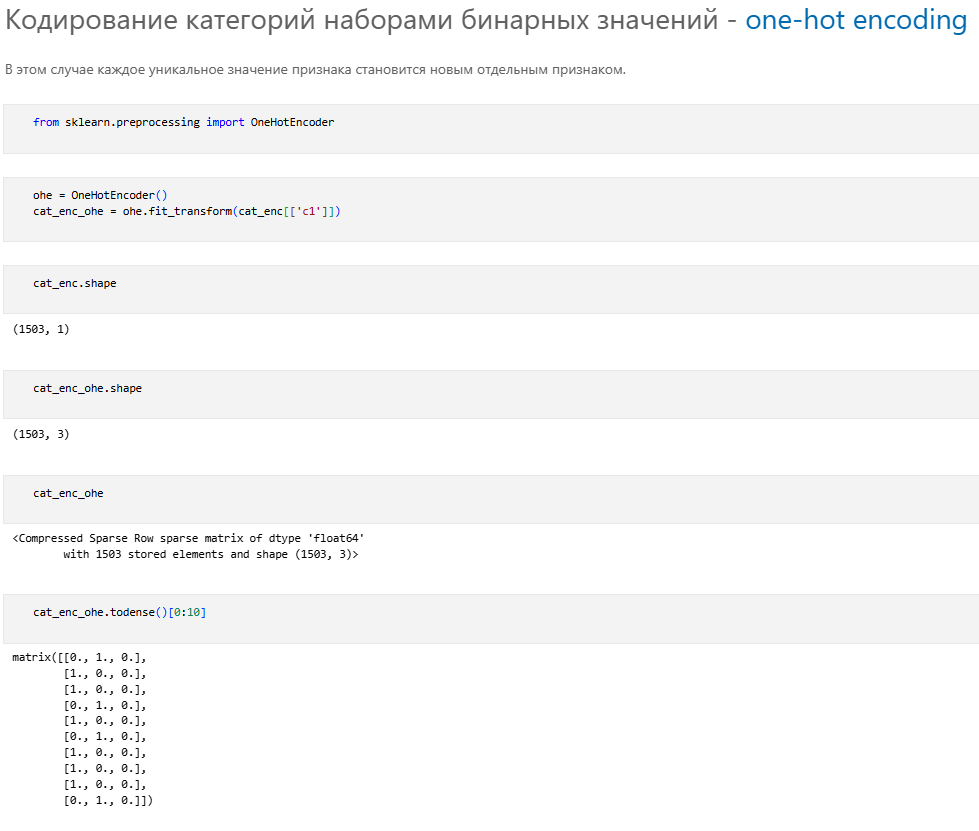 Кодирование категорий наборами бинарных значений - one-hot encoding
В этом случае каждое уникальное значение признака становится новым отдельным признаком.
from sklearn.preprocessing import OneHotEncoder
ohe = OneHotEncoder()
cat_enc_ohe = ohe.fit_transform(cat_enc[['c1']])
cat_enc.shape
(1503, 1)
cat_enc_ohe.shape
(1503, 3)
cat_enc_ohe
<Compressed Sparse Row sparse matrix of dtype 'float64'
with 1503 stored elements and shape (1503, 3)>
cat_enc_ohe.todense()[0:10]
matrix([[0., 1., 0.],
[1., 0., 0.],
[1., 0., 0.],
[0., 1., 0.],
[1., 0., 0.],
[0., 1., 0.],
[1., 0., 0.],
[1., 0., 0.],
[1., 0., 0.],
[0., 1., 0.]])